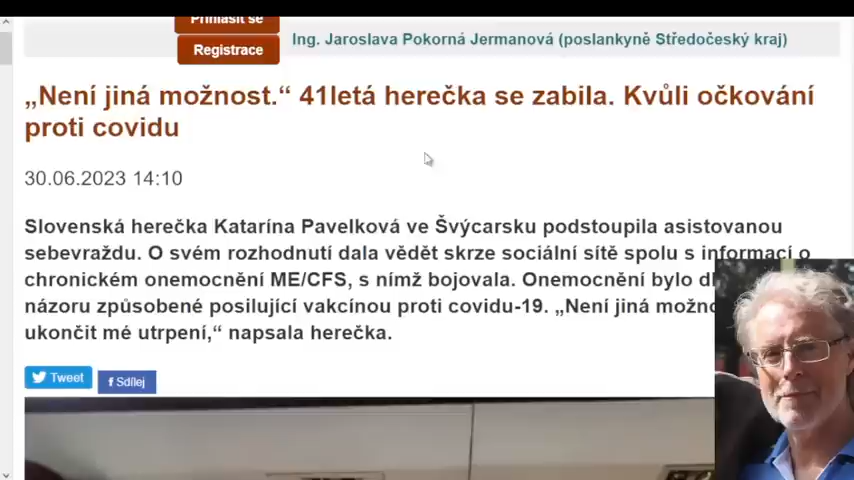 Přihlásit se
Registrace
Ing. Jaroslava Pokorná Jermanová (poslankyně Středočeský kraj)
„Není jiná možnost.“ 41letá herečka se zabila. Kvůli očkování
proti covidu
30.06.2023 14:10
Slovenská herečka Katarína Pavelková ve Švýcarsku podstoupila asistovanou
sebevraždu. O svém rozhodnutí dala vědět skrze sociální sítě spolu s informací o
chronickém onemocnění ME/CFS, s nímž bojovala. Onemocnění bylo
názoru způsobené posilující vakcínou proti covidu-19. „Není jiná
ukončit mé utrpení,“ napsala herečka.
Tweet
f Sdílej